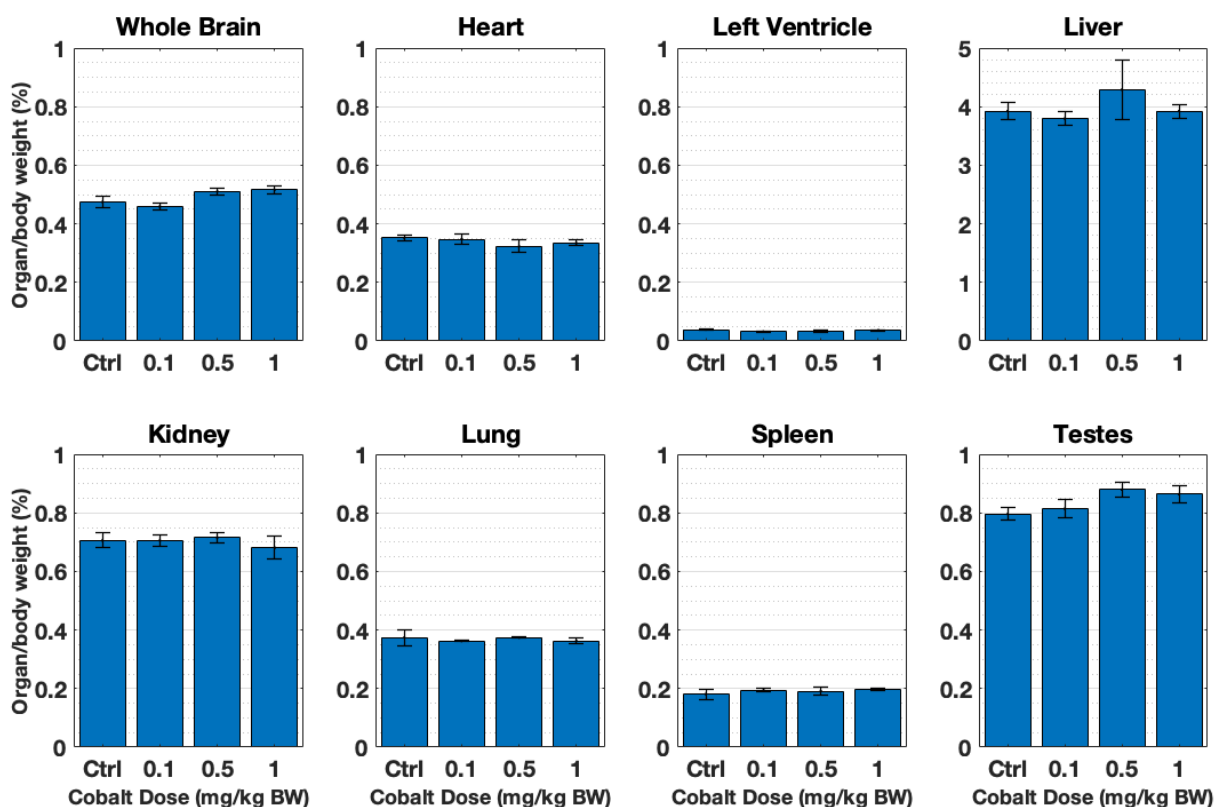 Whole Brain Heart Left Ventricle Liver
Organ/body weight (%)
1 1 1 5
0.8 0.8 0.8 4
0.6 0.6 0.6 3
0.4 0.4 0.4 2
0.2 0.2 0.2 1
0 0 0 0
Ctrl 0.1 0.5 1 Ctrl 0.1 0.5 1 Ctrl 0.1 0.5 1 Ctrl 0.1 0.5 1
Kidney Lung Spleen Testes
Organ/body weight (%)
1 1 1 1
0.8 0.8 0.8 0.8
0.6 0.6 0.6 0.6
0.4 0.4 0.4 0.4
0.2 0.2 0.2 0.2
0 0 0 0
Ctrl 0.1 0.5 1 Ctrl 0.1 0.5 1 Ctrl 0.1 0.5 1 Ctrl 0.1 0.5 1
Cobalt Dose (mg/kg BW) Cobalt Dose (mg/kg BW) Cobalt Dose (mg/kg BW) Cobalt Dose (mg/kg BW)